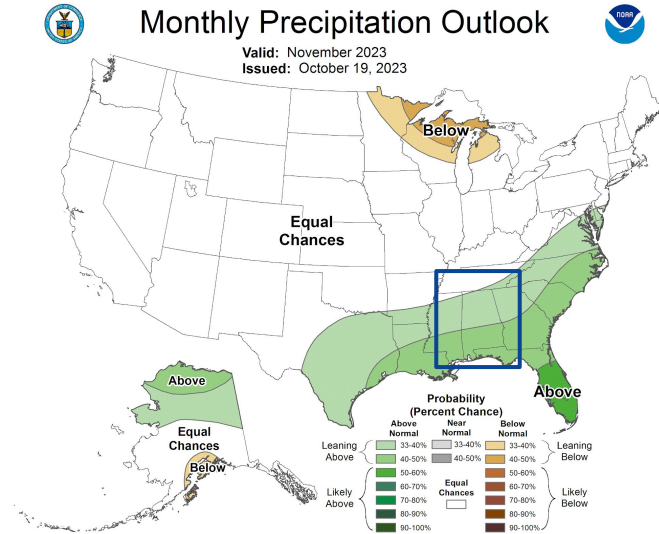 Monthly Precipitation Outlook
NOAA
Valid: November 2023
Issued: October 19, 2023
Below
Equal
Chances
Above
Above
Equal
Chances
Below
Probability
(Percent Chance)
Above
Normal
Near
Normal
Below
Normal
Leaning
Above
33-40%
33-40%
33-40%
Leaning
Below
40-50%
40-50%
40-50%
Likely
Above
50-60%
60-70%
70-80%
80-90%
90-100%
Equal
Chances
50-60%
60-70%
70-80%
80-90%
90-100%
Likely
Below